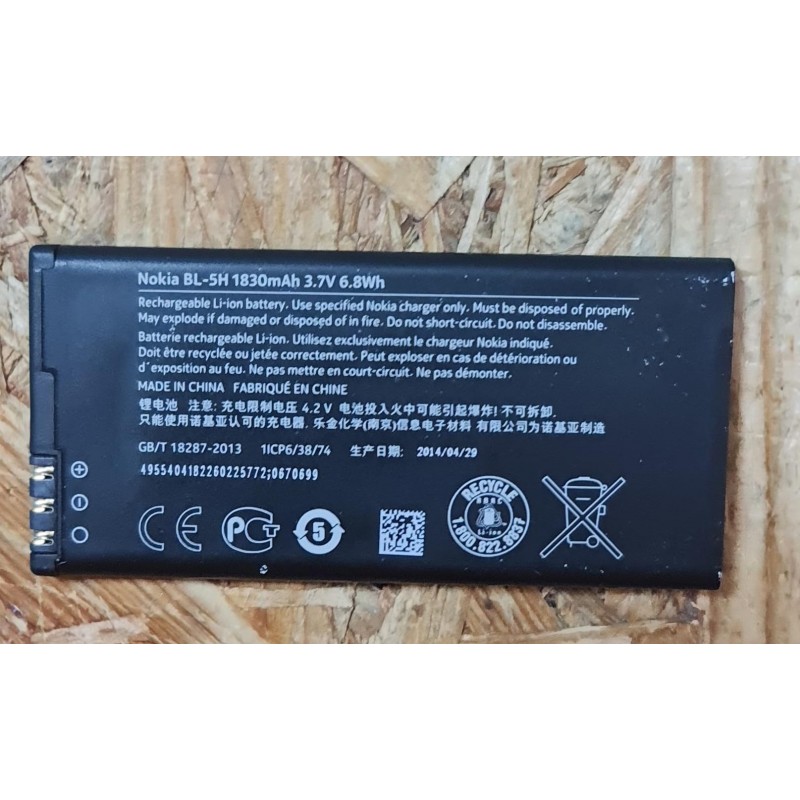 Nokia BL-5H 1830mAh 3.7V 6.8Wh
Rechargeable Li-ion battery. Use specified Nokia charger only. Must be disposed of properly.
May explode if damaged or disposed of in fire. Do not short-circuit. Do not disassemble.
Batterie rechargeable Li-ion. Utilisez exclusivement le chargeur Nokia indiqué.
Doit être recyclée ou jetée correctement. Peut exploser en cas de détérioration ou
d´exposition au feu. Ne pas mettre en court-circuit. Ne pas démonter.
MADE IN CHINA FABRIQUÉ EN CHINE
锂电池 注意: 充电限制电压 4.2 V 电池投入火中可能引起爆炸! 不可拆卸.
只能使用诺基亚认可的充电器. 乐金化学(南京)信息电子材料 有限公司为诺基亚制造
GB/T 18287-2013 1ICP6/38/74 生产日期: 2014/04/29
4955404182260225772;0670699
CE PCT 5
RECYCLE
RBRC
Li-ion
1.800.822.8837